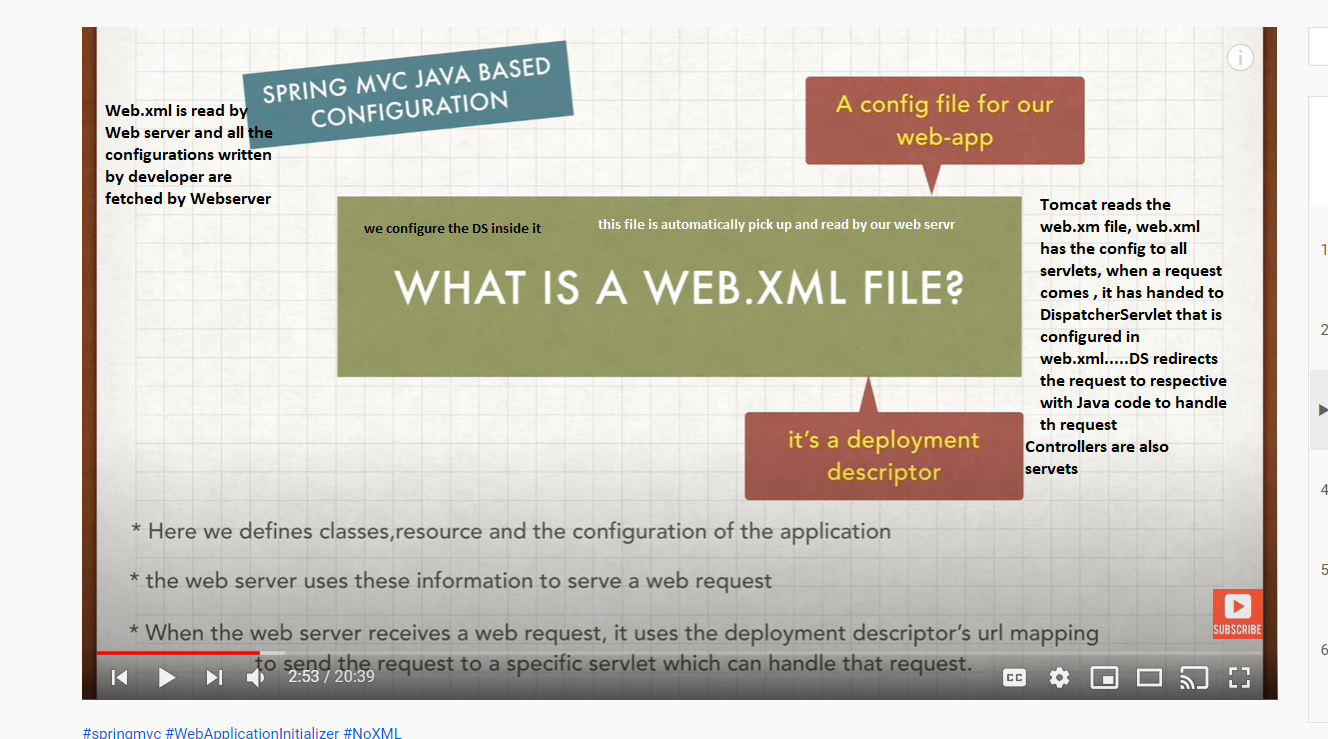 SPRING MVC JAVA BASED
CONFIGURATION
Web.xml is read by
Web server and all the
configurations written
by developer are
fetched by Webserver
A config file for our
web-app
we configure the DS inside it
this file is automatically pick up and read by our web servr
WHAT IS A WEB.XML FILE?
Tomcat reads the
web.xm file, web.xml
has the config to all
servlets, when a request
comes , it has handed to
DispatcherServlet that is
configured in
web.xml.....DS redirects
the request to respective
with Java code to handle
th request
Controllers are also
servets
it's a deployment
descriptor
* Here we defines classes,resource and the configuration of the application
* the web server uses these information to serve a web request
* When the web server receives a web request, it uses the deployment descriptor's url mapping
to send the request to a specific servlet which can handle that request.
SUBSCRIBE
2:53 / 20:39
CC
#springmvc #WebApplicationInitializer #NoXML
1
2
4
5
6